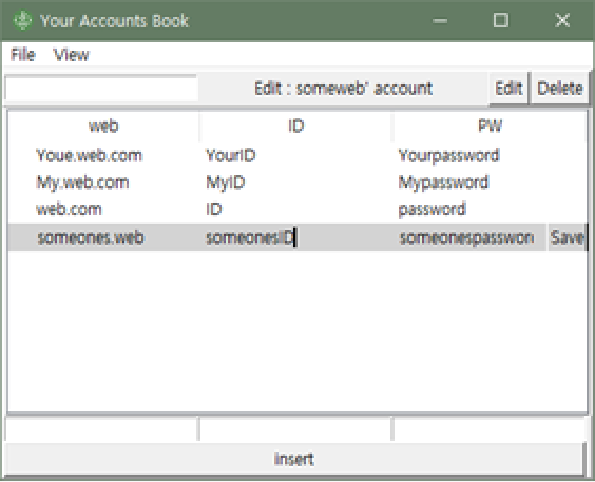 Your Accounts Book
File View
Edit : someweb' account Edit Delete
web ID PW
Youe.web.com YourID Yourpassword
My.web.com MyID Mypassword
web.com ID password
someones.web someonesID someonespassword Save
insert